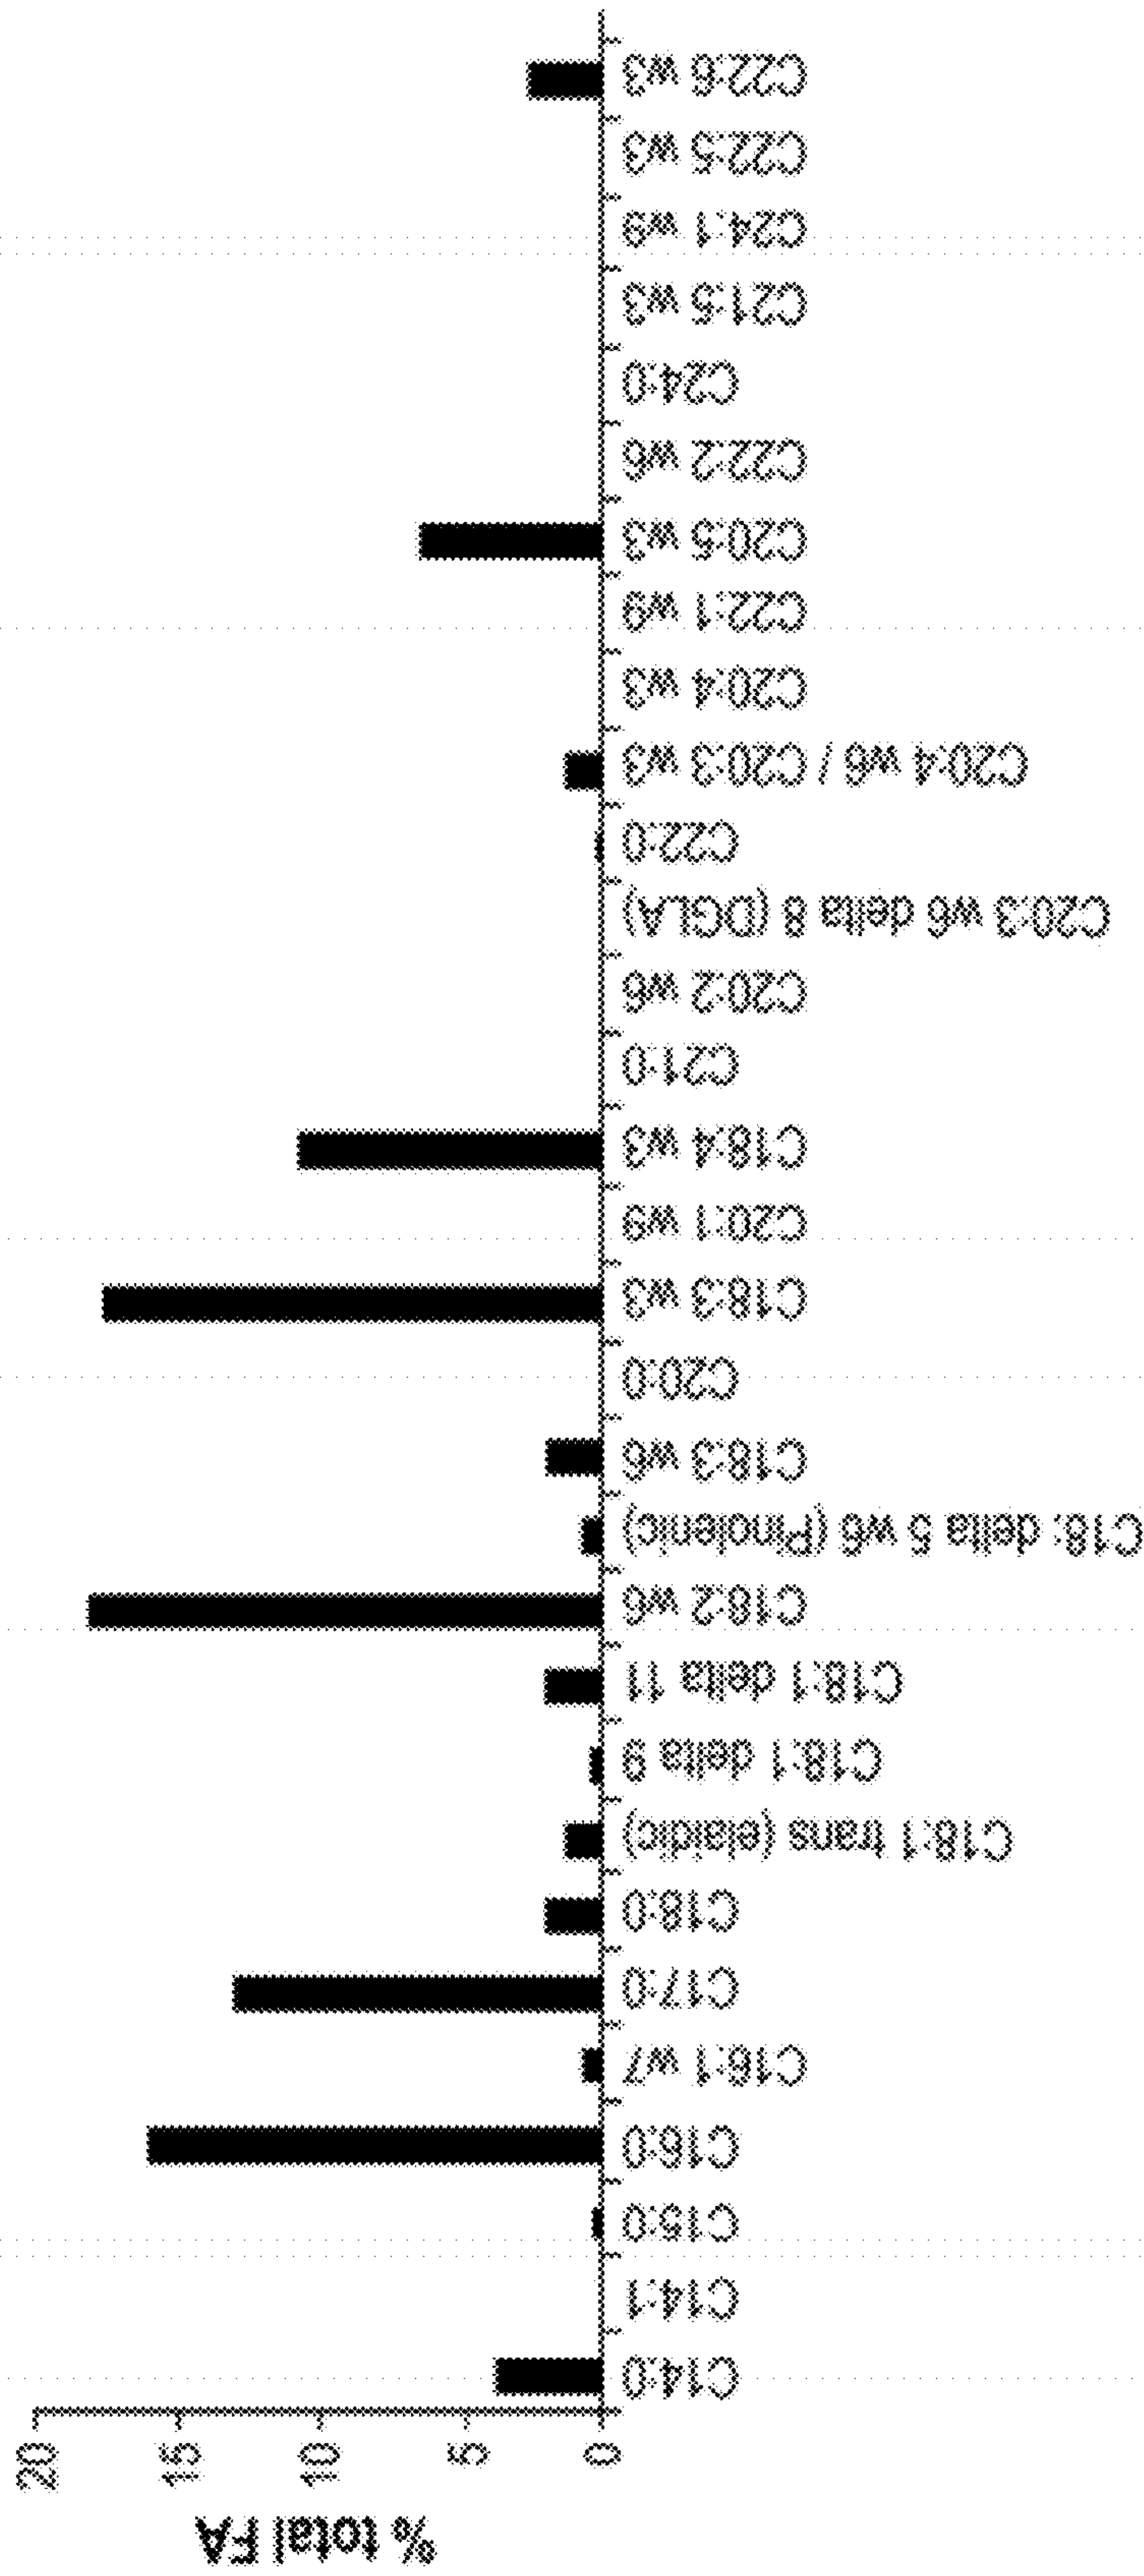 % total FA
20
15
10
5
0
C14:0
C14:1
C15:0
C16:0
C16:1 w7
C17:0
C18:0
C18:1 trans (elaidic)
C18:1 delta 9
C18:1 delta 11
C18:2 w6
C18: delta 5 w6 (Pinolenic)
C18:3 w6
C20:0
C18:3 w3
C20:1 w9
C18:4 w3
C21:0
C20:2 w6
C20:3 w6 delta 8 (DGLA)
C22:0
C20:4 w6 / C20:3 w3
C20:4 w3
C22:1 w9
C20:5 w3
C22:2 w6
C24:0
C21:5 w3
C24:1 w9
C22:5 w3
C22:6 w3